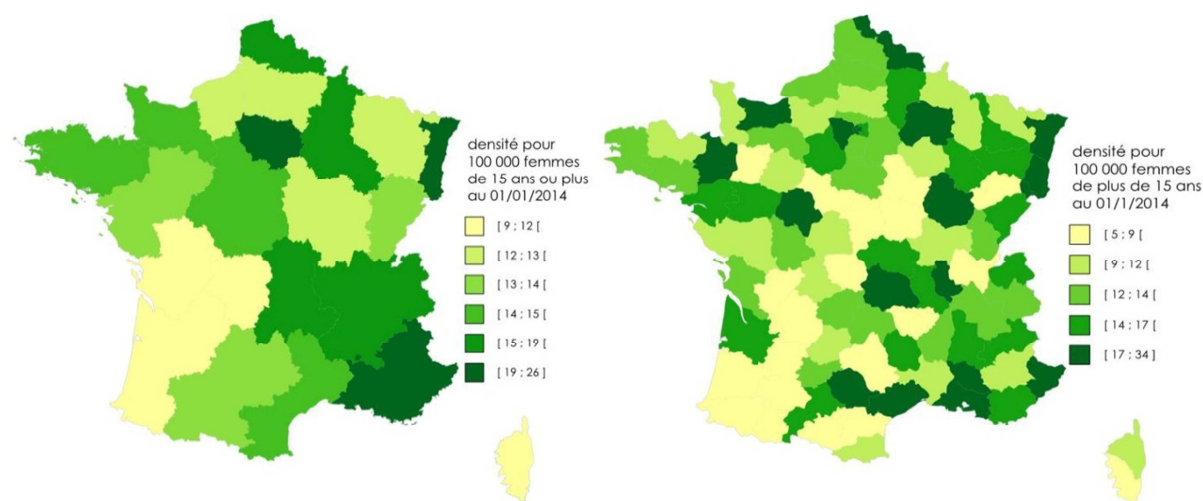 densité pour
100 000 femmes
de 15 ans ou plus
au 01/01/2014
[ 9 ; 12 [
[ 12 ; 13 [
[ 13 ; 14 [
[ 14 ; 15 [
[ 15 ; 19 [
[ 19 ; 26 ]
densité pour
100 000 femmes
de plus de 15 ans
au 01/1/2014
[ 5 ; 9 [
[ 9 ; 12 [
[ 12 ; 14 [
[ 14 ; 17 [
[ 17 ; 34 ]